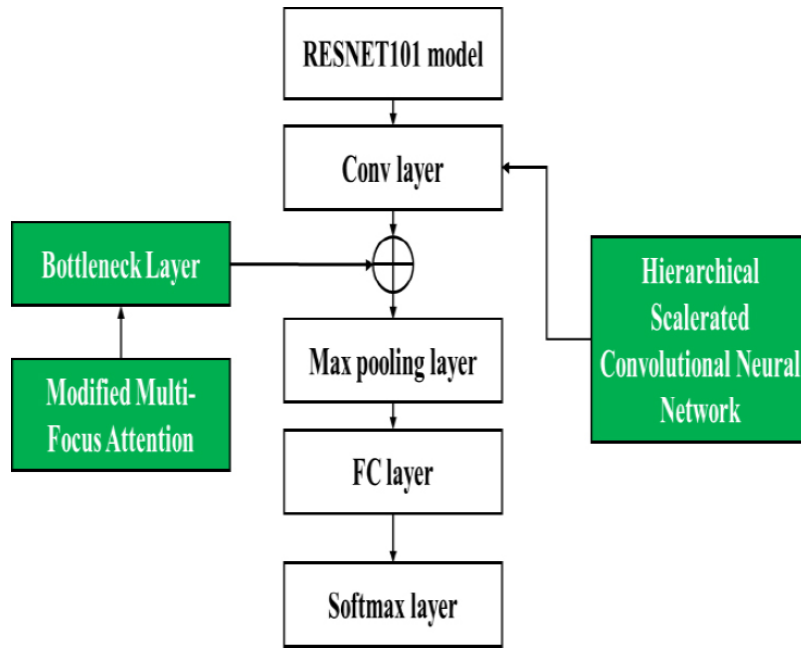 RESNET101 model
Conv layer
Bottleneck Layer
Hierarchical
Scalerated
Convolutional Neural
Network
Max pooling layer
Modified Multi-
Focus Attention
FC layer
Softmax layer